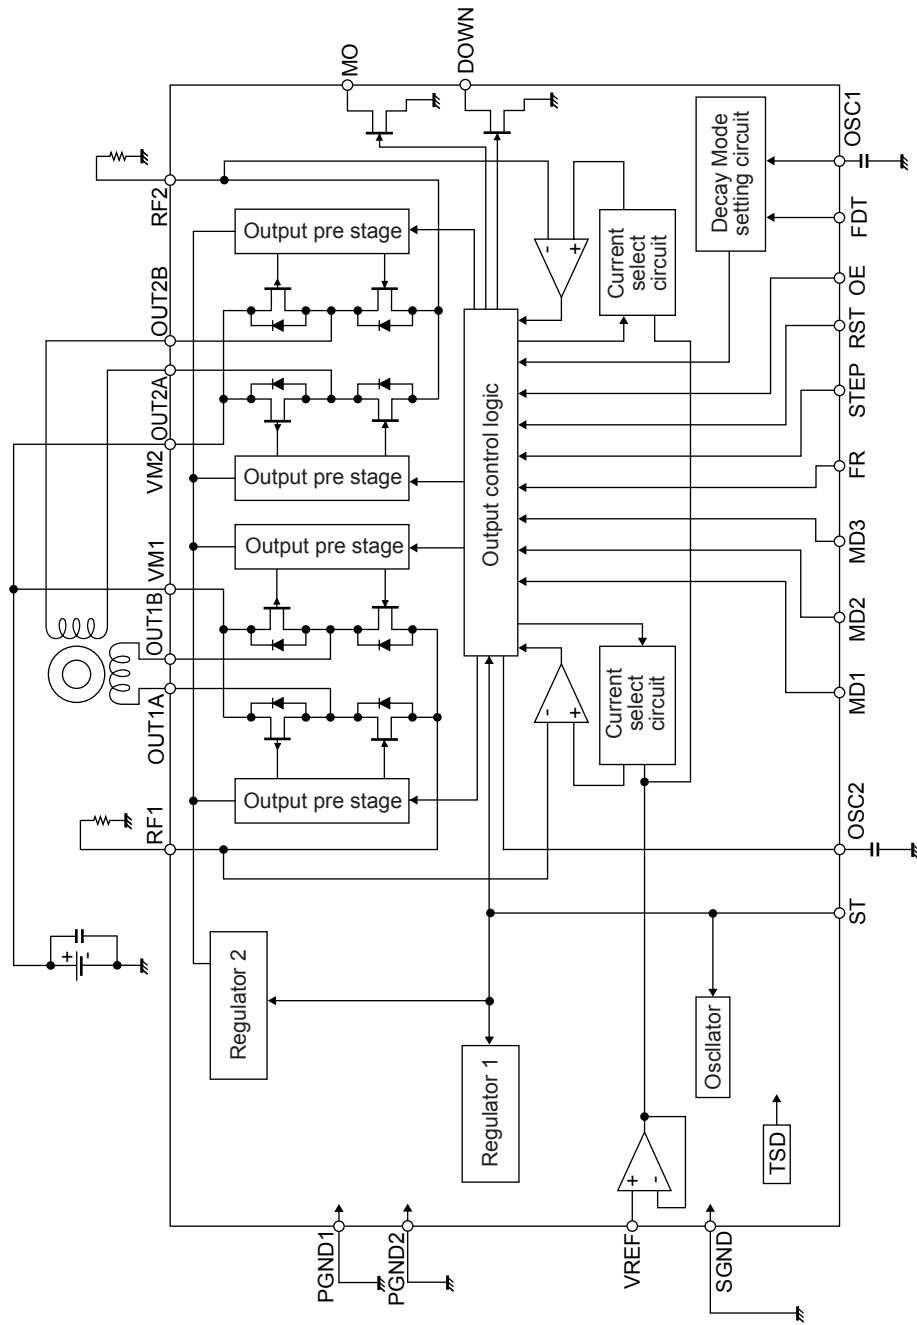 MO
DOWN
RF2
OUT2B
OUT2A
VM2
VM1
OUT1B
OUT1A
RF1
+
-
Output pre stage
Output pre stage
Output pre stage
Output pre stage
Regulator 2
Regulator 1
Output control logic
-
+
Current
select
circuit
-
+
Current
select
circuit
Decay Mode
setting circuit
Oscllator
TSD
+
-
PGND1
PGND2
VREF
SGND
OSC1
FDT
OE
RST
STEP
FR
MD3
MD2
MD1
OSC2
ST